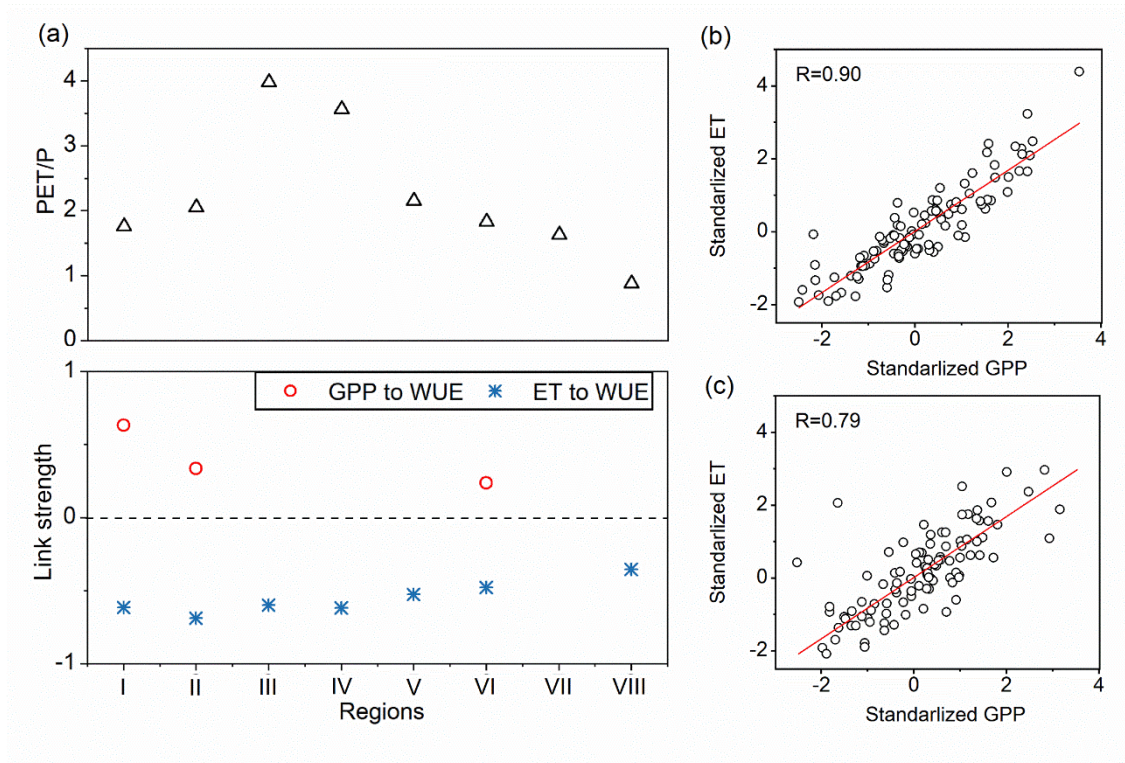 (a)
4
3
2
1
0
PET/P
1
0
-1
Link strength
GPP to WUE ET to WUE
I II III IV V VI VII VIII
Regions
(b)
R=0.90
4
2
0
-2
Standarlized ET
-2 0 2 4
Standarlized GPP
(c)
R=0.79
4
2
0
-2
Standarlized ET
-2 0 2 4
Standarlized GPP